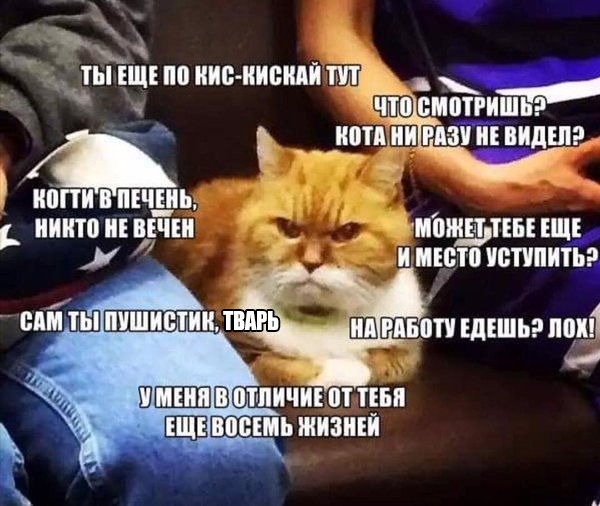 ТЫ ЕЩЕ ПО КИС-КИСКАЙ ТУТ
ЧТО СМОТРИШЬ?
КОТА НИ РАЗУ НЕ ВИДЕЛ?
КОГТИ В ПЕЧЕНЬ,
НИКТО НЕ ВЕЧЕН
МОЖЕТ ТЕБЕ ЕЩЕ
И МЕСТО УСТУПИТЬ?
САМ ТЫ ПУШИСТИК, ТВАРЬ
НА РАБОТУ ЕДЕШЬ? ЛОХ!
У МЕНЯ В ОТЛИЧИЕ ОТ ТЕБЯ
ЕЩЕ ВОСЕМЬ ЖИЗНЕЙ